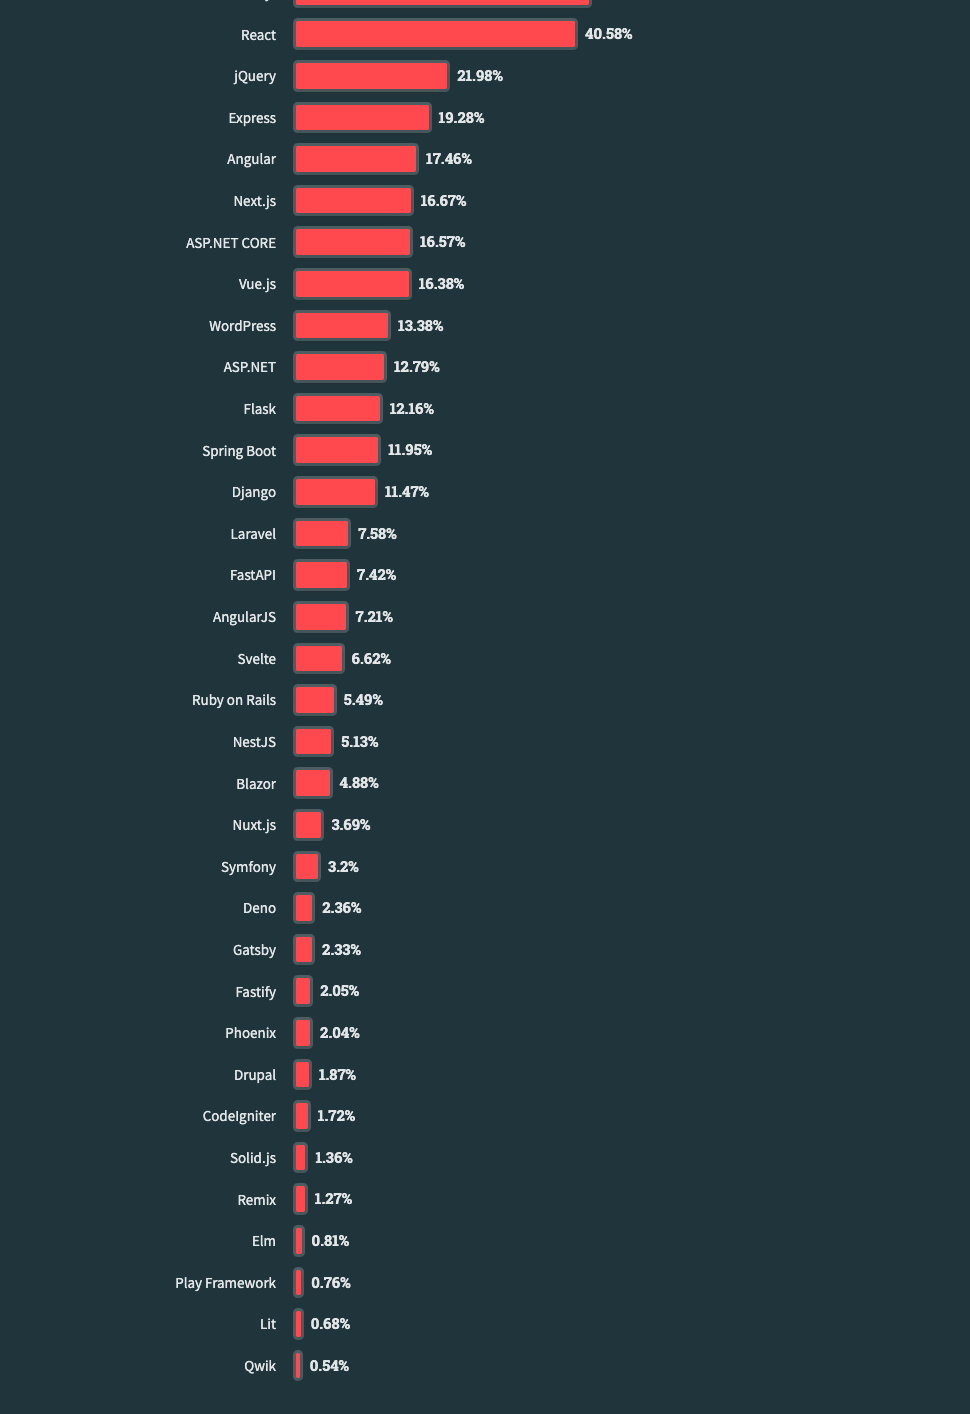 React 40.58%
jQuery 21.98%
Express 19.28%
Angular 17.46%
Next.js 16.67%
ASP.NET CORE 16.57%
Vue.js 16.38%
WordPress 13.38%
ASP.NET 12.79%
Flask 12.16%
Spring Boot 11.95%
Django 11.47%
Laravel 7.58%
FastAPI 7.42%
AngularJS 7.21%
Svelte 6.62%
Ruby on Rails 5.49%
NestJS 5.13%
Blazor 4.88%
Nuxt.js 3.69%
Symfony 3.2%
Deno 2.36%
Gatsby 2.33%
Fastify 2.05%
Phoenix 2.04%
Drupal 1.87%
CodeIgniter 1.72%
Solid.js 1.36%
Remix 1.27%
Elm 0.81%
Play Framework 0.76%
Lit 0.68%
Qwik 0.54%